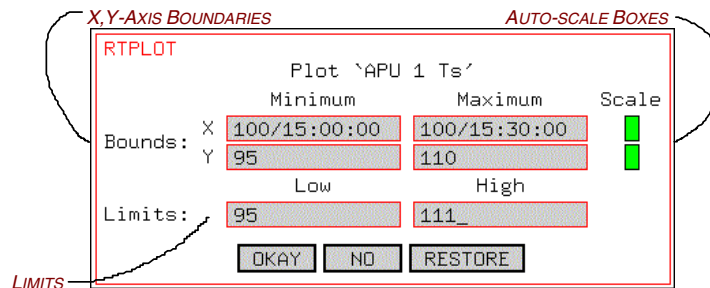 X,Y-AXIS BOUNDARIES AUTO-SCALE BOXES
RTPLOT
Plot `APU 1 Ts´
Minimum Maximum Scale
Bounds: X 100/15:00:00 100/15:30:00
Y 95 110
Low High
Limits: 95 111_
OKAY NO RESTORE
LIMITS